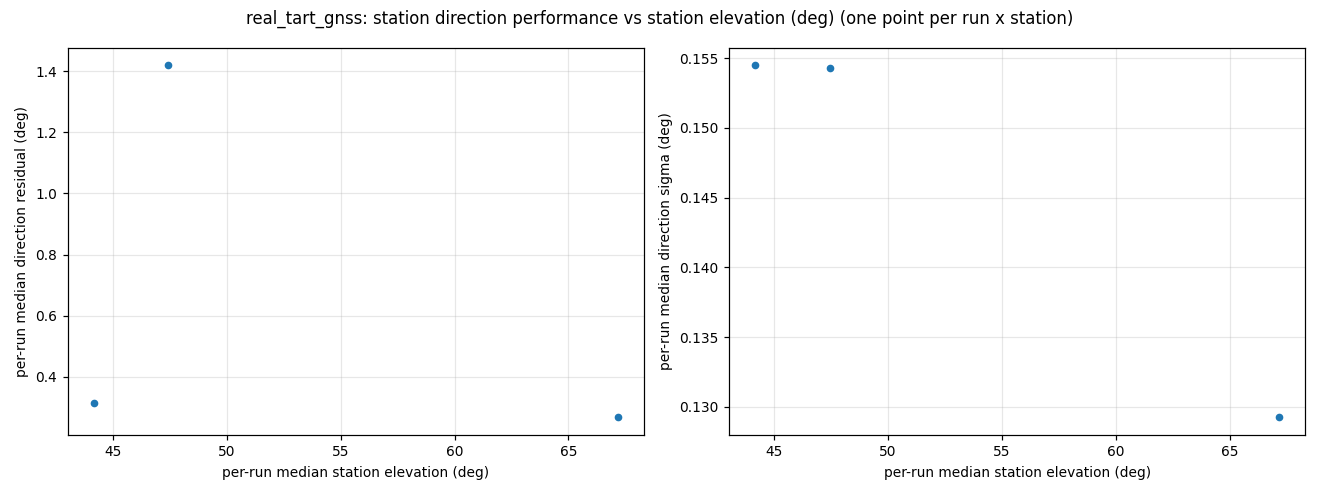 real_tart_gnss: station direction performance vs station elevation (deg) (one point per run x station)
per-run median direction residual (deg)
1.4
1.2
1.0
0.8
0.6
0.4
45 50 55 60 65
per-run median station elevation (deg)
per-run median direction sigma (deg)
0.155
0.150
0.145
0.140
0.135
0.130
45 50 55 60 65
per-run median station elevation (deg)